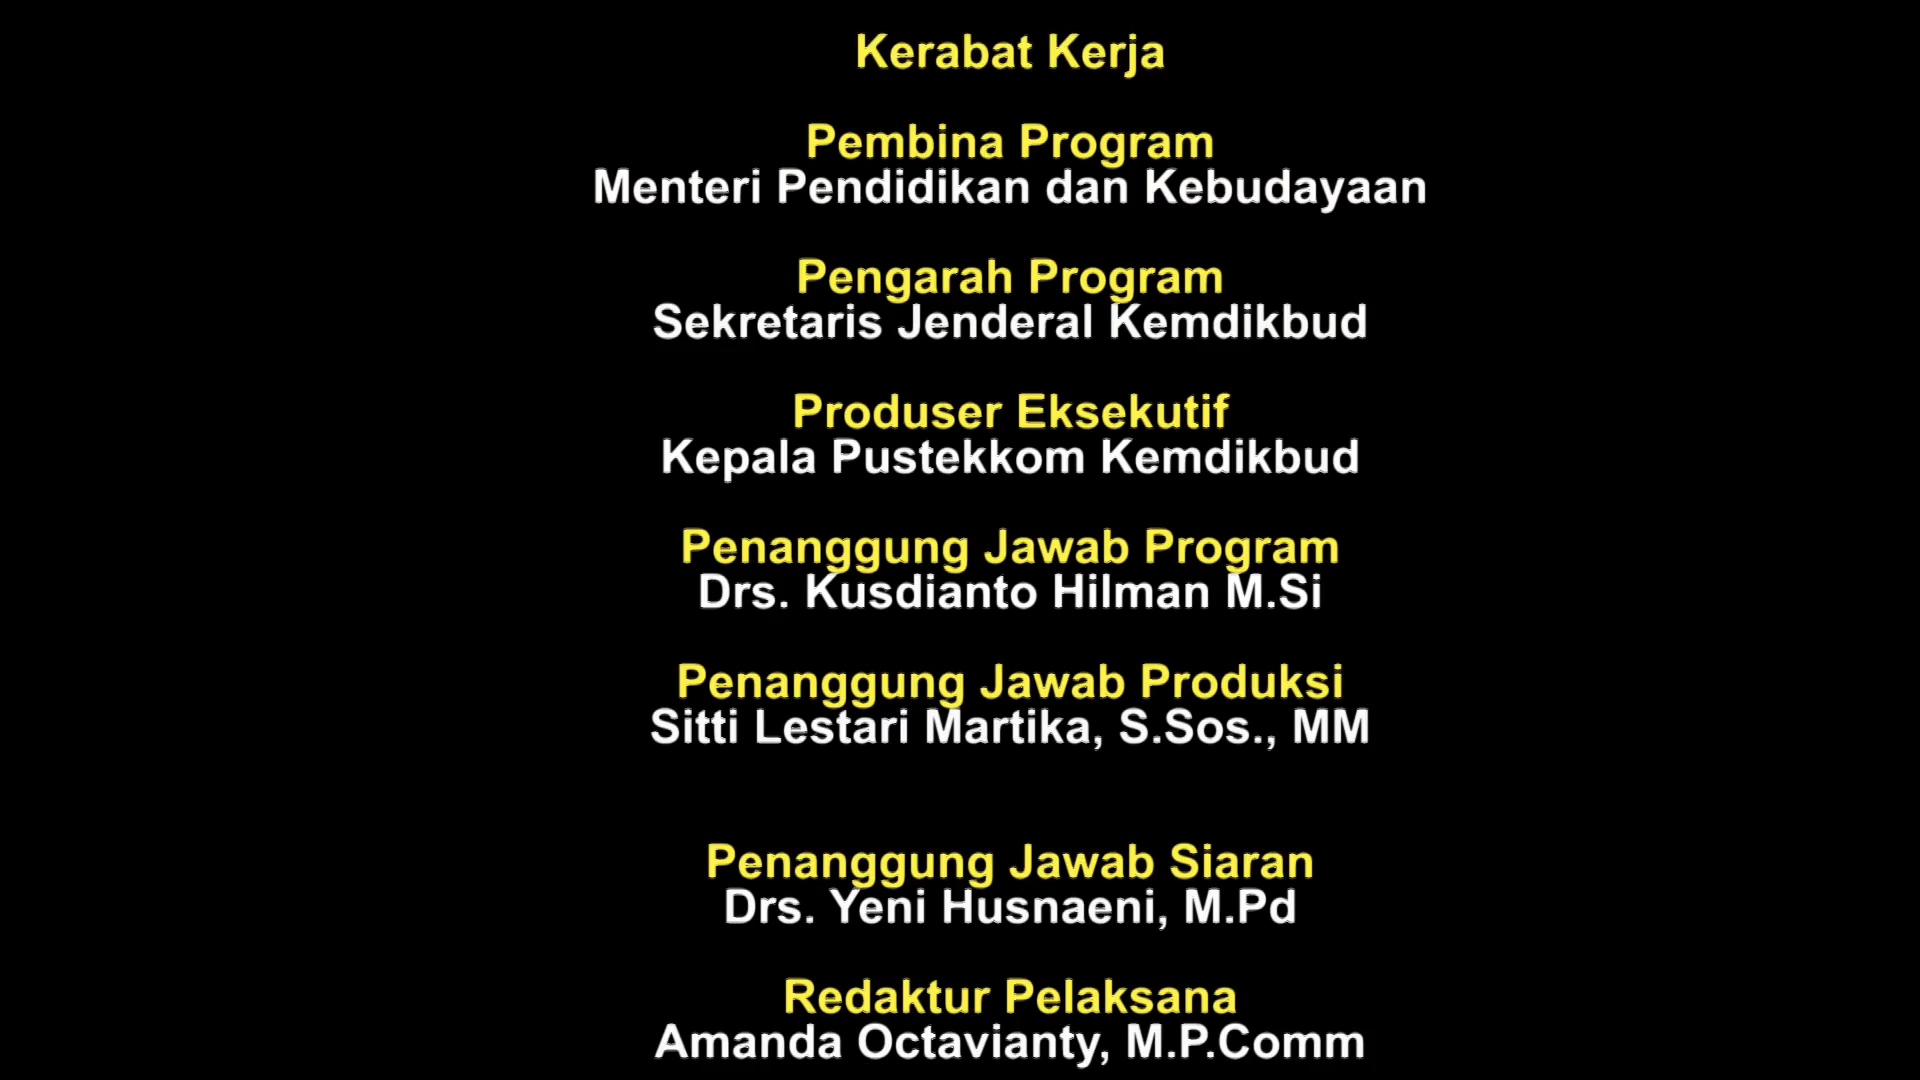 Kerabat Kerja
Pembina Program
Menteri Pendidikan dan Kebudayaan
Pengarah Program
Sekretaris Jenderal Kemdikbud
Produser Eksekutif
Kepala Pustekkom Kemdikbud
Penanggung Jawab Program
Drs. Kusdianto Hilman M.Si
Penanggung Jawab Produksi
Sitti Lestari Martika, S.Sos., MM
Penanggung Jawab Siaran
Drs. Yeni Husnaeni, M.Pd
Redaktur Pelaksana
Amanda Octavianty, M.P.Comm